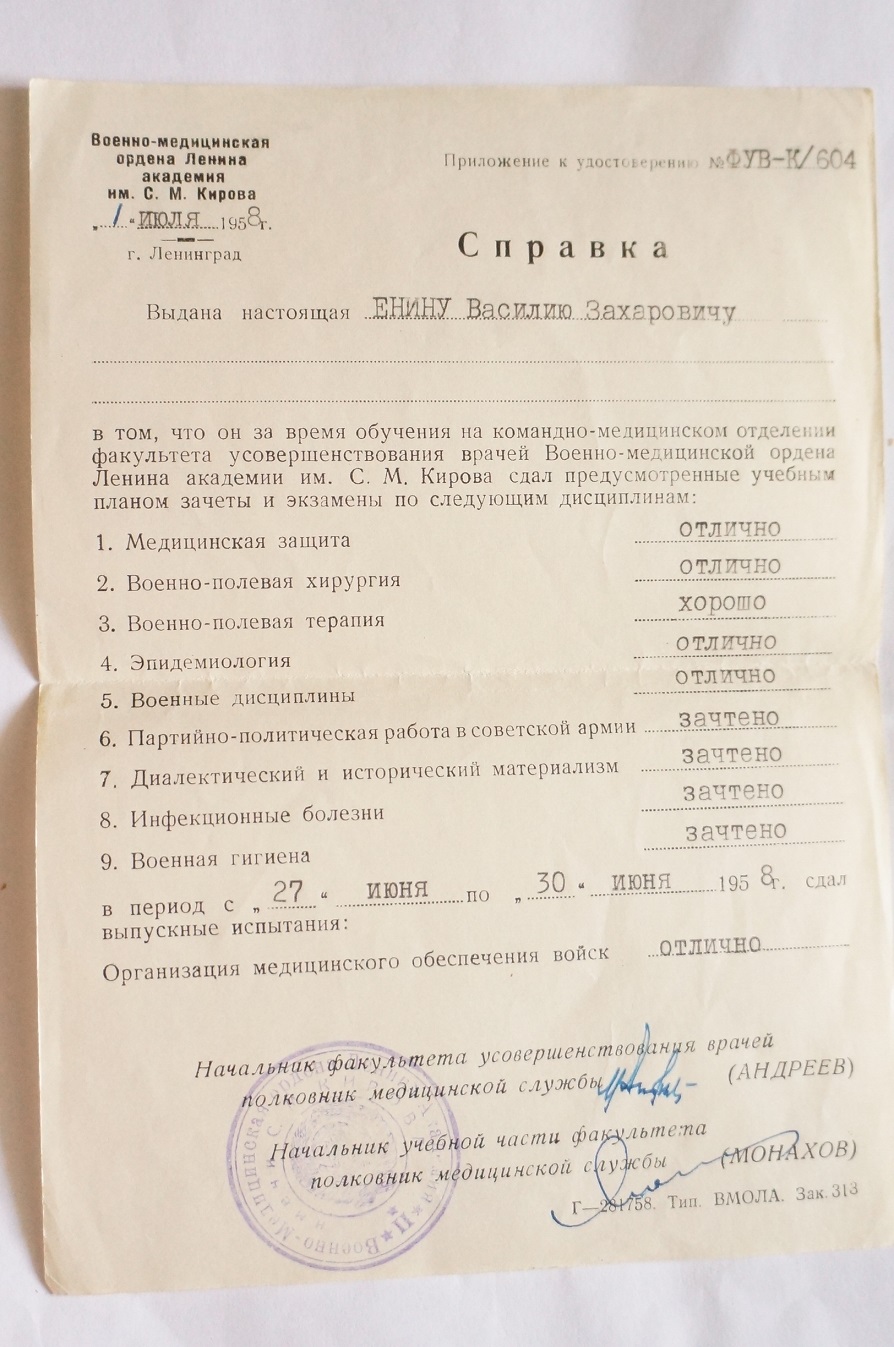 Военно-медицинская
ордена Ленина
академия
им. С. М. Кирова
„1“ ИЮЛЯ 1958г.
г. Ленинград
Приложение к удостоверению № ФУВ-К/604
Справка
Выдана настоящая ЕНИНУ Василию Захаровичу
в том, что он за время обучения на командно-медицинском отделении
факультета усовершенствования врачей Военно-медицинской ордена
Ленина академии им. С. М. Кирова сдал предусмотренные учебным
планом зачеты и экзамены по следующим дисциплинам:
1. Медицинская защита отлично
2. Военно-полевая хирургия отлично
3. Военно-полевая терапия хорошо
4. Эпидемиология отлично
5. Военные дисциплины отлично
6. Партийно-политическая работа в советской армии зачтено
7. Диалектический и исторический материализм зачтено
8. Инфекционные болезни зачтено
9. Военная гигиена зачтено
в период с „27“ ИЮНЯ по „30“ ИЮНЯ 1958г. сдал
выпускные испытания:
Организация медицинского обеспечения войск ОТЛИЧНО
Начальник факультета усовершенствования врачей
полковник медицинской службы (АНДРЕЕВ)
Начальник учебной части факультета
полковник медицинской службы (МОНАХОВ)
Г—281758. Тип. ВМОЛА. Зак. 313